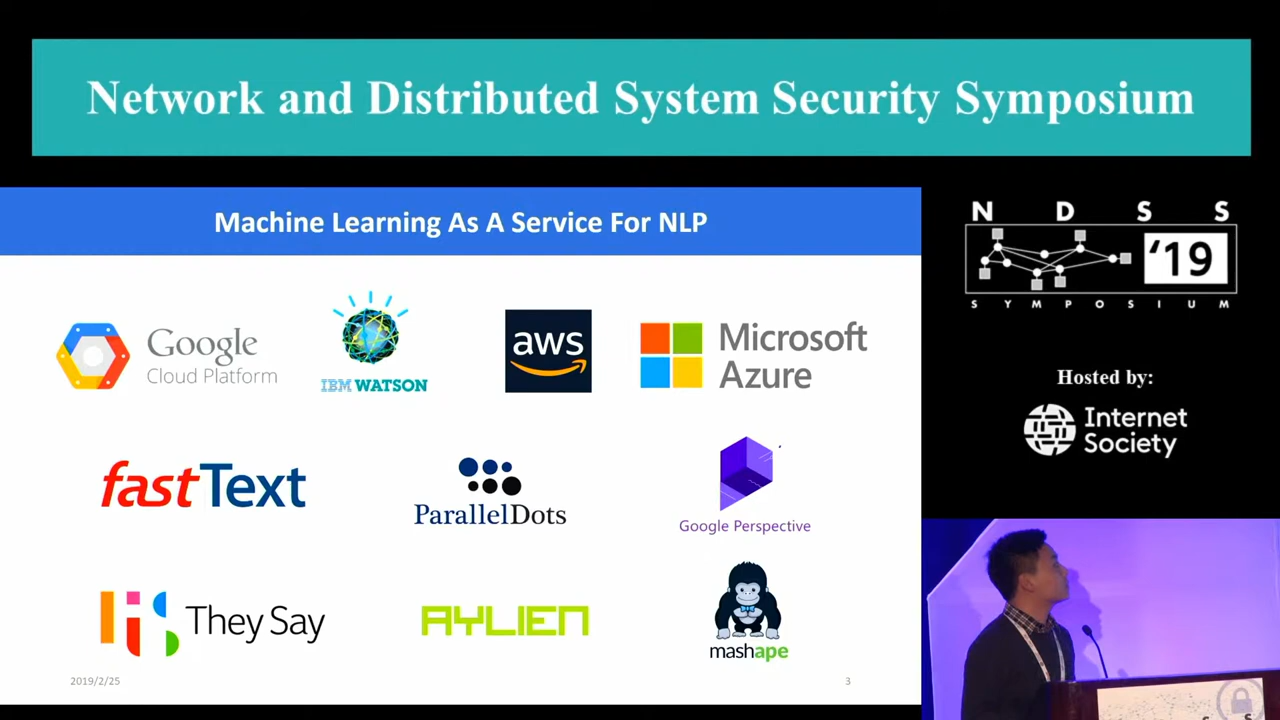 Network and Distributed System Security Symposium
Machine Learning As A Service For NLP
Google
Cloud Platform
IBM WATSON
aws
Microsoft
Azure
fastText
ParallelDots
Google Perspective
They Say
AYLIEN
mashape
2019/2/25
3
N D S S
'19
SYMPOSIUM
Hosted by:
Internet
Society